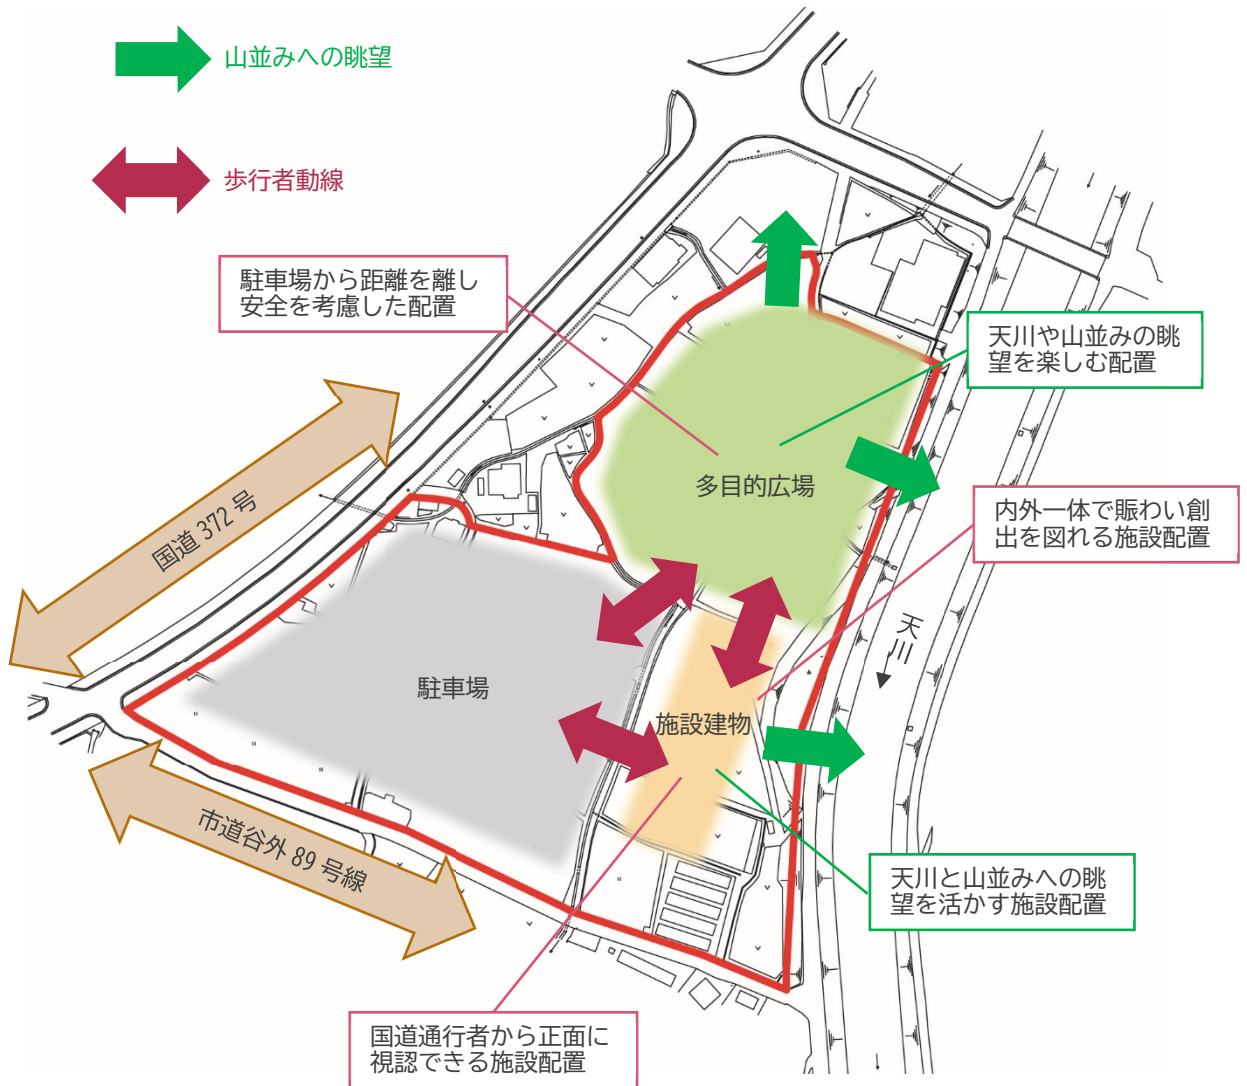 山並みへの眺望
歩行者動線
駐車場から距離を離し
安全を考慮した配置
天川や山並みの眺
望を楽しむ配置
多目的広場
内外一体で賑わい創
出を図れる施設配置
国道 372 号
天川
駐車場
施設建物
市道谷外 89 号線
天川と山並みへの眺
望を活かす施設配置
国道通行者から正面に
視認できる施設配置